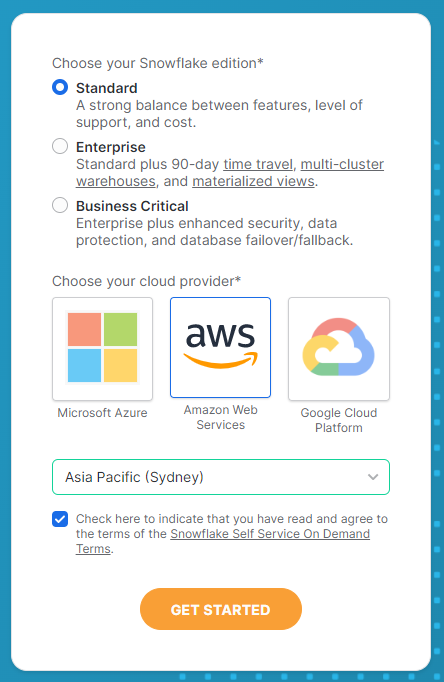 Choose your Snowflake edition*
Standard
A strong balance between features, level of
support, and cost.
Enterprise
Standard plus 90-day time travel, multi-cluster
warehouses, and materialized views.
Business Critical
Enterprise plus enhanced security, data
protection, and database failover/fallback.
Choose your cloud provider*
aws
Microsoft Azure
Amazon Web
Services
Google Cloud
Platform
Asia Pacific (Sydney)
Check here to indicate that you have read and agree to
the terms of the Snowflake Self Service On Demand
Terms.
GET STARTED